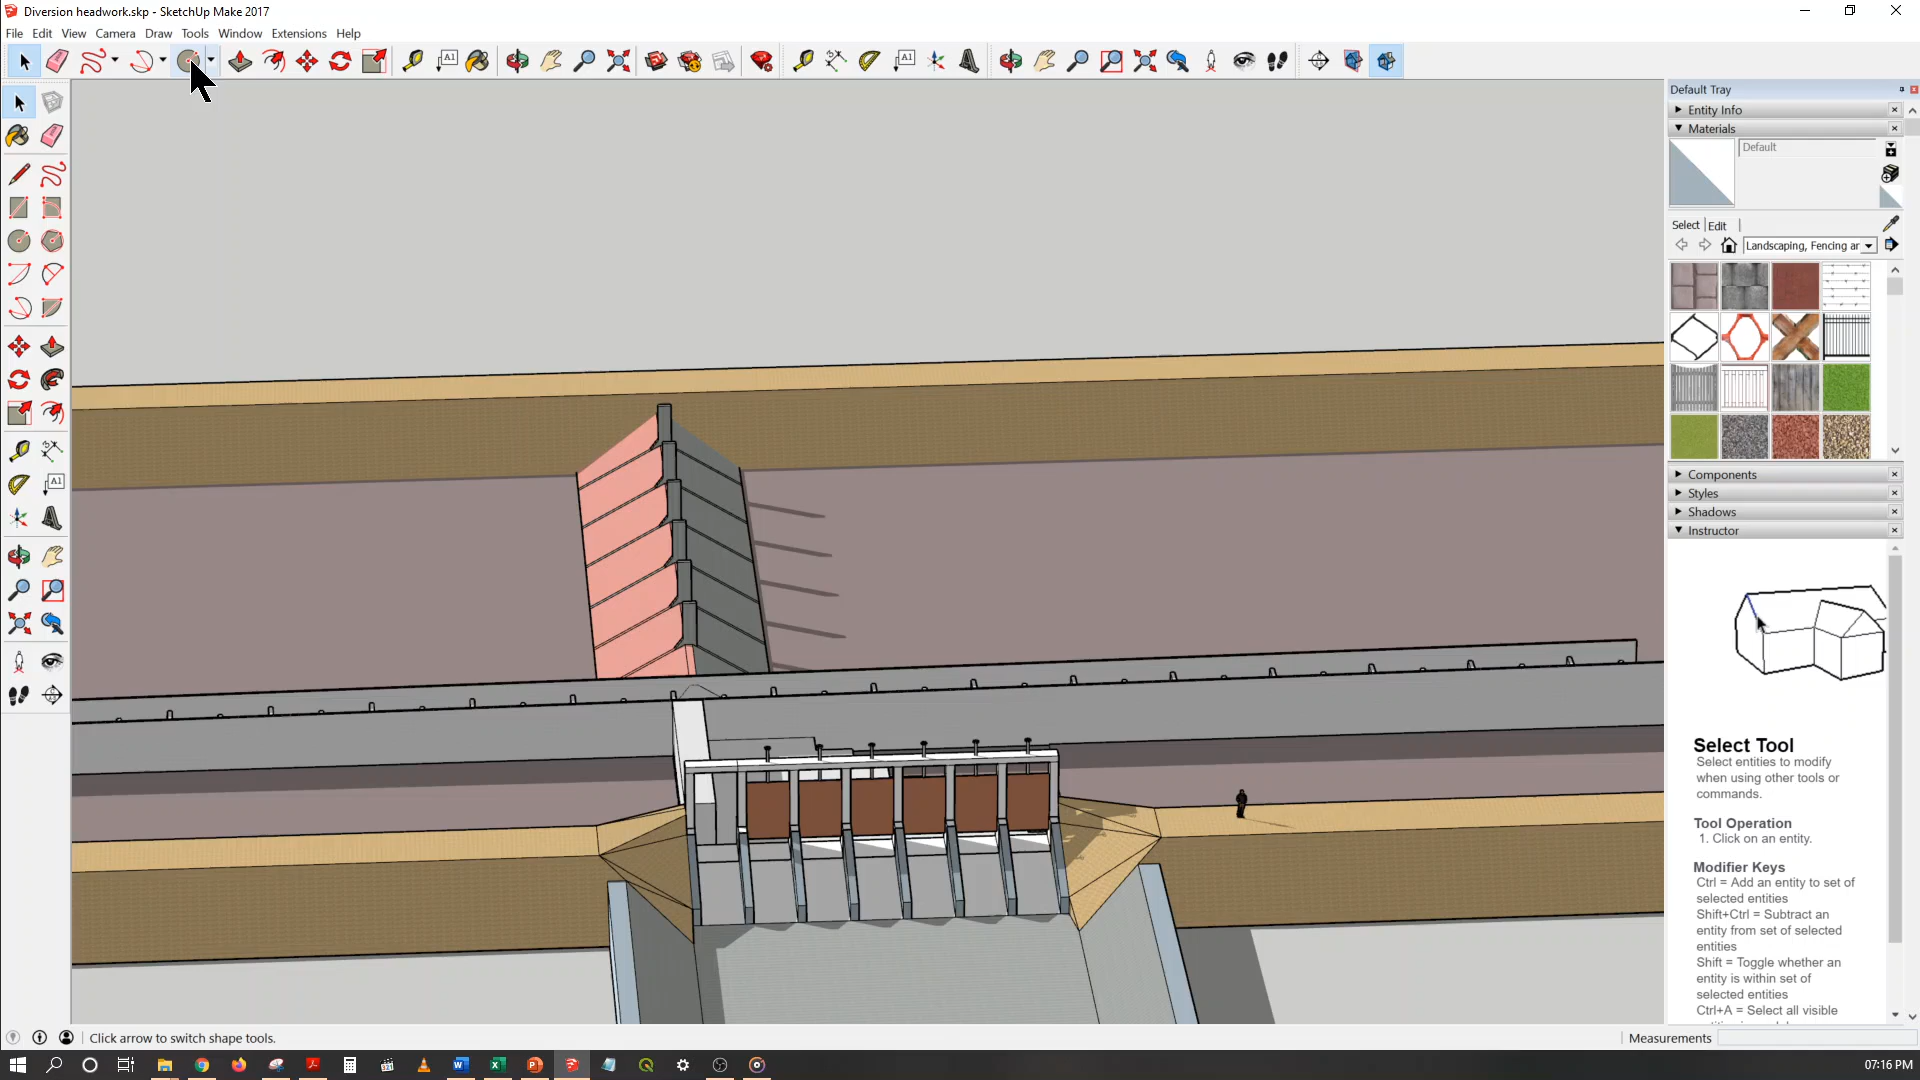 Diversion headwork.skp - SketchUp Make 2017
File Edit View Camera Draw Tools Window Extensions Help
Default Tray
Entity Info
Materials
Default
Select Edit
Landscaping, Fencing ar
Components
Styles
Shadows
Instructor
Select Tool
Select entities to modify
when using other tools or
commands.
Tool Operation
1. Click on an entity.
Modifier Keys
Ctrl = Add an entity to set of
selected entities
Shift+Ctrl = Subtract an
entity from set of selected
entities
Shift = Toggle whether an
entity is within set of
selected entities
Ctrl+A = Select all visible
Click arrow to switch shape tools.
Measurements
07:16 PM